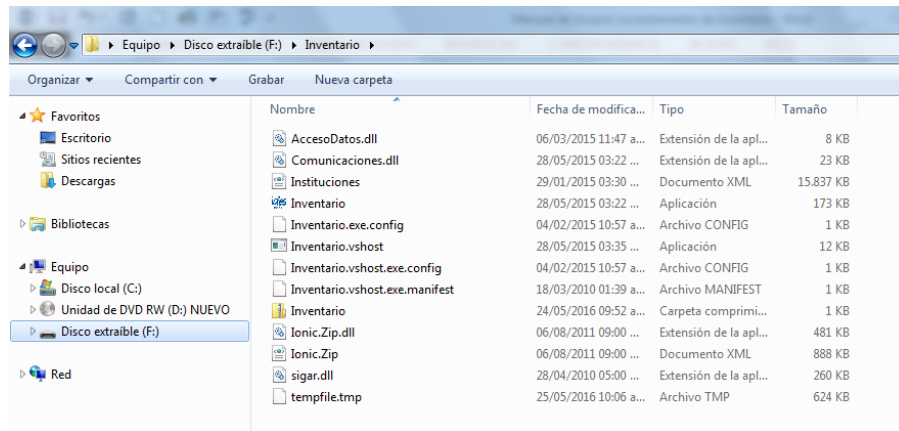 Equipo ▸ Disco extraíble (F:) ▸ Inventario ▸
Organizar ▾ Compartir con ▾ Grabar Nueva carpeta
Favoritos
Escritorio
Sitios recientes
Descargas
Bibliotecas
Equipo
Disco local (C:)
Unidad de DVD RW (D:) NUEVO
Disco extraíble (F:)
Red
Nombre Fecha de modifica... Tipo Tamaño
AccesoDatos.dll 06/03/2015 11:47 a... Extensión de la apl... 8 KB
Comunicaciones.dll 28/05/2015 03:22 ... Extensión de la apl... 23 KB
Instituciones 29/01/2015 03:30 ... Documento XML 15.837 KB
Inventario 28/05/2015 03:22 ... Aplicación 173 KB
Inventario.exe.config 04/02/2015 10:57 a... Archivo CONFIG 1 KB
Inventario.vshost 28/05/2015 03:35 ... Aplicación 12 KB
Inventario.vshost.exe.config 04/02/2015 10:57 a... Archivo CONFIG 1 KB
Inventario.vshost.exe.manifest 18/03/2010 01:39 a... Archivo MANIFEST 1 KB
Inventario 24/05/2016 09:52 a... Carpeta comprimi... 1 KB
Ionic.Zip.dll 06/08/2011 09:00 ... Extensión de la apl... 481 KB
Ionic.Zip 06/08/2011 09:00 ... Documento XML 888 KB
sigar.dll 28/04/2010 05:00 ... Extensión de la apl... 260 KB
tempfile.tmp 25/05/2016 10:06 a... Archivo TMP 624 KB